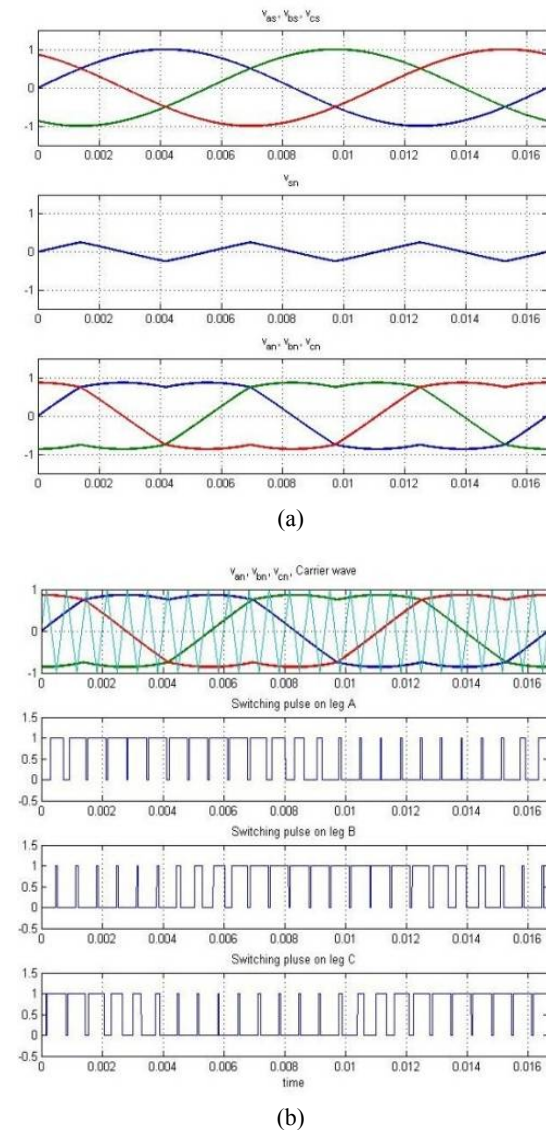 v_as, v_bs, v_cs
1
0
-1
0 0.002 0.004 0.006 0.008 0.01 0.012 0.014 0.016
v_sn
1
0
-1
0 0.002 0.004 0.006 0.008 0.01 0.012 0.014 0.016
v_an, v_bn, v_cn
1
0
-1
0 0.002 0.004 0.006 0.008 0.01 0.012 0.014 0.016
(a)
v_an, v_bn, v_cn, Carrier wave
1
0
-1
0 0.002 0.004 0.006 0.008 0.01 0.012 0.014 0.016
Switching pulse on leg A
1.5
1
0.5
0
-0.5
0 0.002 0.004 0.006 0.008 0.01 0.012 0.014 0.016
Switching pulse on leg B
1.5
1
0.5
0
-0.5
0 0.002 0.004 0.006 0.008 0.01 0.012 0.014 0.016
Switching pluse on leg C
1.5
1
0.5
0
-0.5
0 0.002 0.004 0.006 0.008 0.01 0.012 0.014 0.016
time
(b)